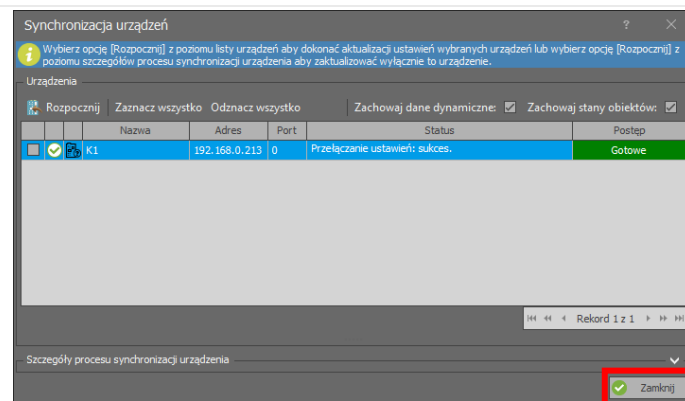 Synchronizacja urządzeń ?
Wybierz opcję [Rozpocznij] z poziomu listy urządzeń aby dokonać aktualizacji ustawień wybranych urządzeń lub wybierz opcję [Rozpocznij] z
poziomu szczegółów procesu synchronizacji urządzenia aby zaktualizować wyłącznie to urządzenie.
Urządzenia
Rozpocznij Zaznacz wszystko Odznacz wszystko Zachowaj dane dynamiczne: Zachowaj stany obiektów:
Nazwa Adres Port Status Postęp
K1 192.168.0.213 0 Przełączanie ustawień: sukces. Gotowe
Rekord 1 z 1
Szczegóły procesu synchronizacji urządzenia
Zamknij